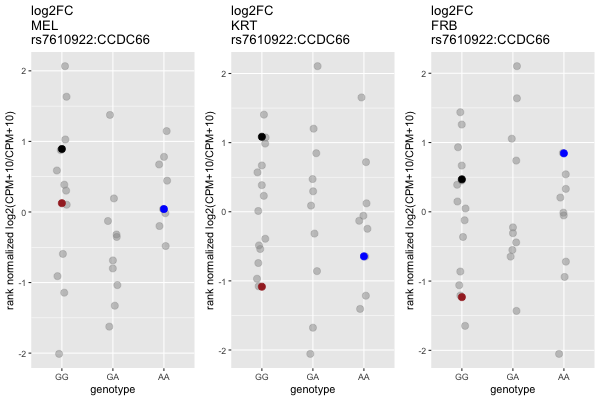 log2FC
MEL
rs7610922:CCDC66
rank normalized log2(CPM+10/CPM+10)
2
1
0
-1
-2
GG
GA
AA
genotype
log2FC
KRT
rs7610922:CCDC66
rank normalized log2(CPM+10/CPM+10)
2
1
0
-1
-2
GG
GA
AA
genotype
log2FC
FRB
rs7610922:CCDC66
rank normalized log2(CPM+10/CPM+10)
2
1
0
-1
-2
GG
GA
AA
genotype